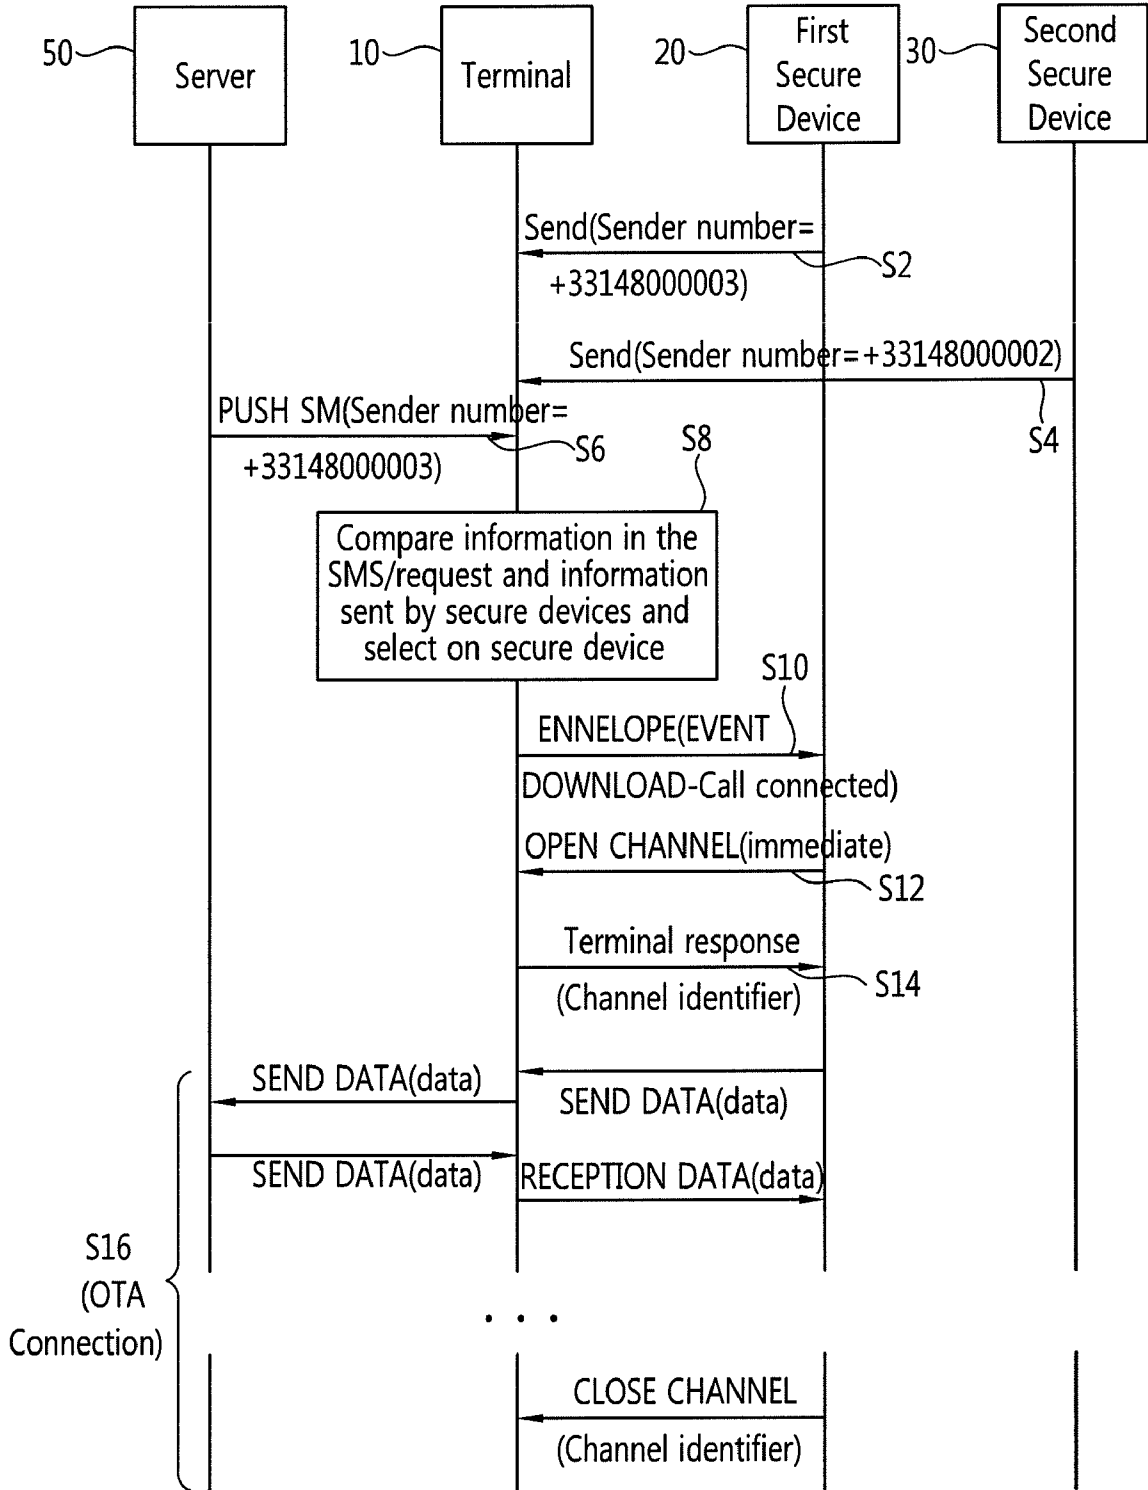 50
Server
10
Terminal
20
First
Secure
Device
30
Second
Secure
Device
Send(Sender number=
+33148000003)
S2
Send(Sender number=+33148000002)
S4
PUSH SM(Sender number=
+33148000003)
S6
S8
Compare information in the
SMS/request and information
sent by secure devices and
select on secure device
S10
ENNELOPE(EVENT
DOWNLOAD-Call connected)
OPEN CHANNEL(immediate)
S12
Terminal response
(Channel identifier)
S14
SEND DATA(data)
SEND DATA(data)
SEND DATA(data)
RECEPTION DATA(data)
S16
(OTA
Connection)
. . .
CLOSE CHANNEL
(Channel identifier)